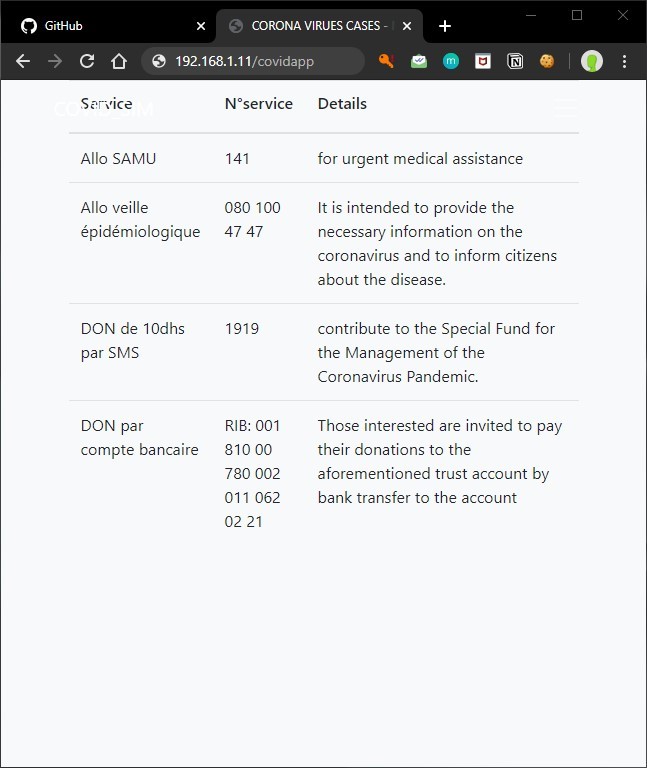 GitHub
CORONA VIRUES CASES -
192.168.1.11/covidapp
Service N°service Details
Allo SAMU 141 for urgent medical assistance
Allo veille 080 100 It is intended to provide the
épidémiologique 47 47 necessary information on the
coronavirus and to inform citizens
about the disease.
DON de 10dhs 1919 contribute to the Special Fund for
par SMS the Management of the
Coronavirus Pandemic.
DON par RIB: 001 Those interested are invited to pay
compte bancaire 810 00 their donations to the
780 002 aforementioned trust account by
011 062 bank transfer to the account
02 21